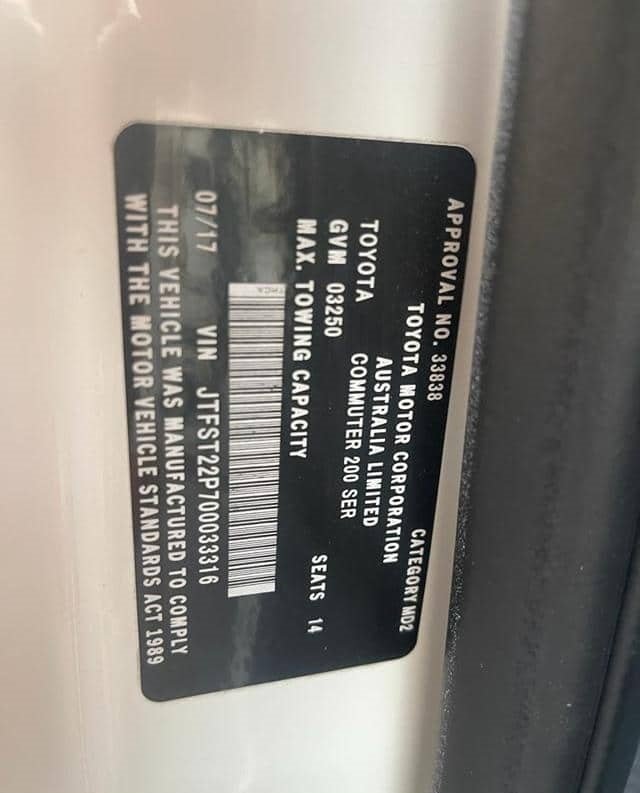 APPROVAL NO. 33838 CATEGORY MD2
TOYOTA MOTOR CORPORATION
AUSTRALIA LIMITED
TOYOTA COMMUTER 200 SER
GVM 03250 SEATS 14
MAX. TOWING CAPACITY
07/17 VIN JTFST22P700033316
THIS VEHICLE WAS MANUFACTURED TO COMPLY
WITH THE MOTOR VEHICLE STANDARDS ACT 1989